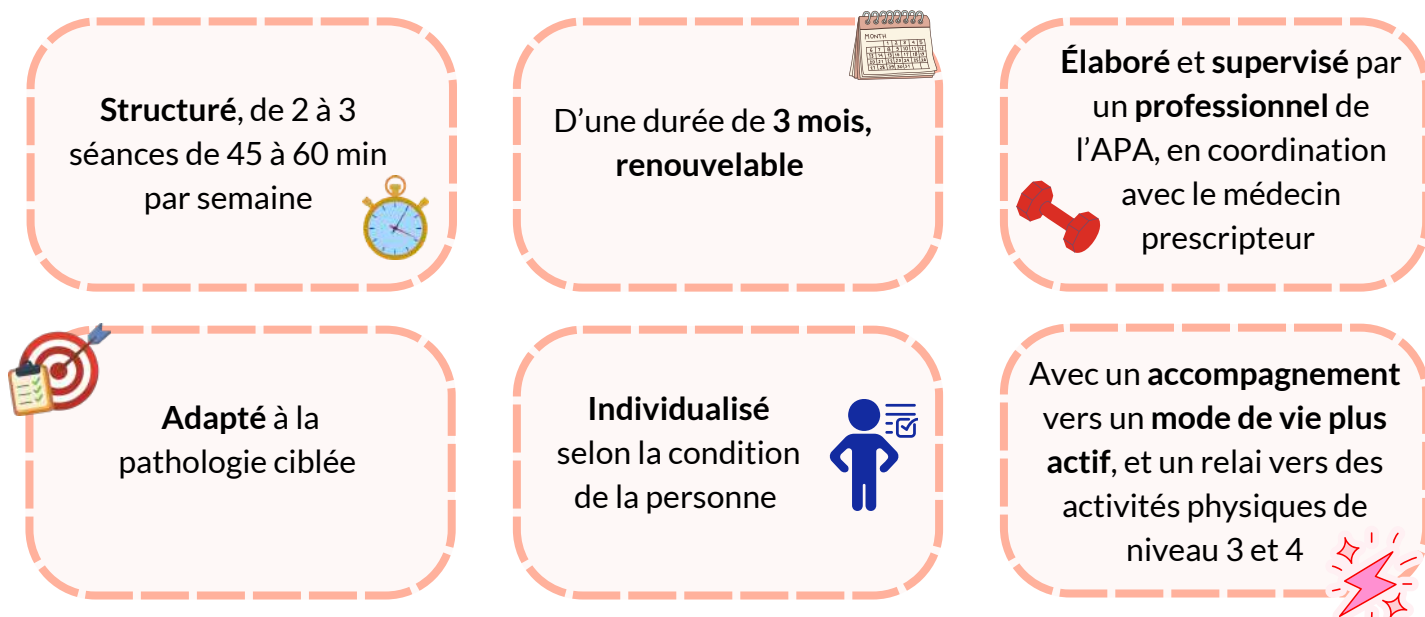 Structuré, de 2 à 3
séances de 45 à 60 min
par semaine
MONTH
D’une durée de 3 mois,
renouvelable
Élaboré et supervisé par
un professionnel de
l’APA, en coordination
avec le médecin
prescripteur
Adapté à la
pathologie ciblée
Individualisé
selon la condition
de la personne
Avec un accompagnement
vers un mode de vie plus
actif, et un relai vers des
activités physiques de
niveau 3 et 4